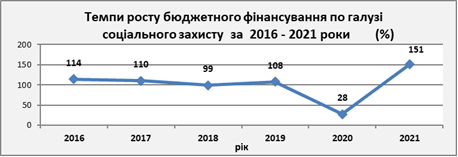 Темпи росту бюджетного фінансування по галузі
соціального захисту за 2016 - 2021 роки (%)
200
150
100
50
0
114
110
99
108
28
151
2016 2017 2018 2019 2020 2021
рік